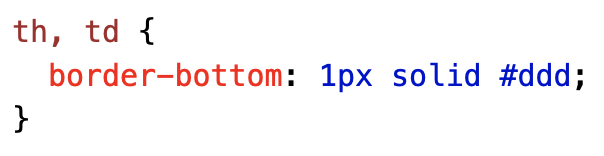 th, td {
  border-bottom: 1px solid #ddd;
}